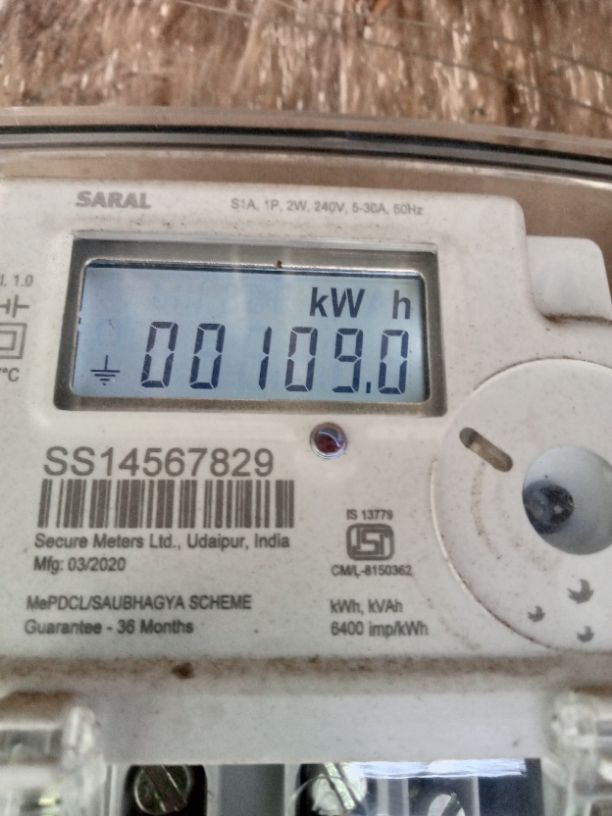 SARAL
S1A, 1P, 2W, 240V, 5-30A, 50Hz
1.0
kW h
00109.0
°C
SS14567829
Secure Meters Ltd., Udaipur, India
Mfg: 03/2020
IS 13779
CM/L-8150362
MePDCL/SAUBHAGYA SCHEME
Guarantee - 36 Months
kWh, kVAh
6400 imp/kWh